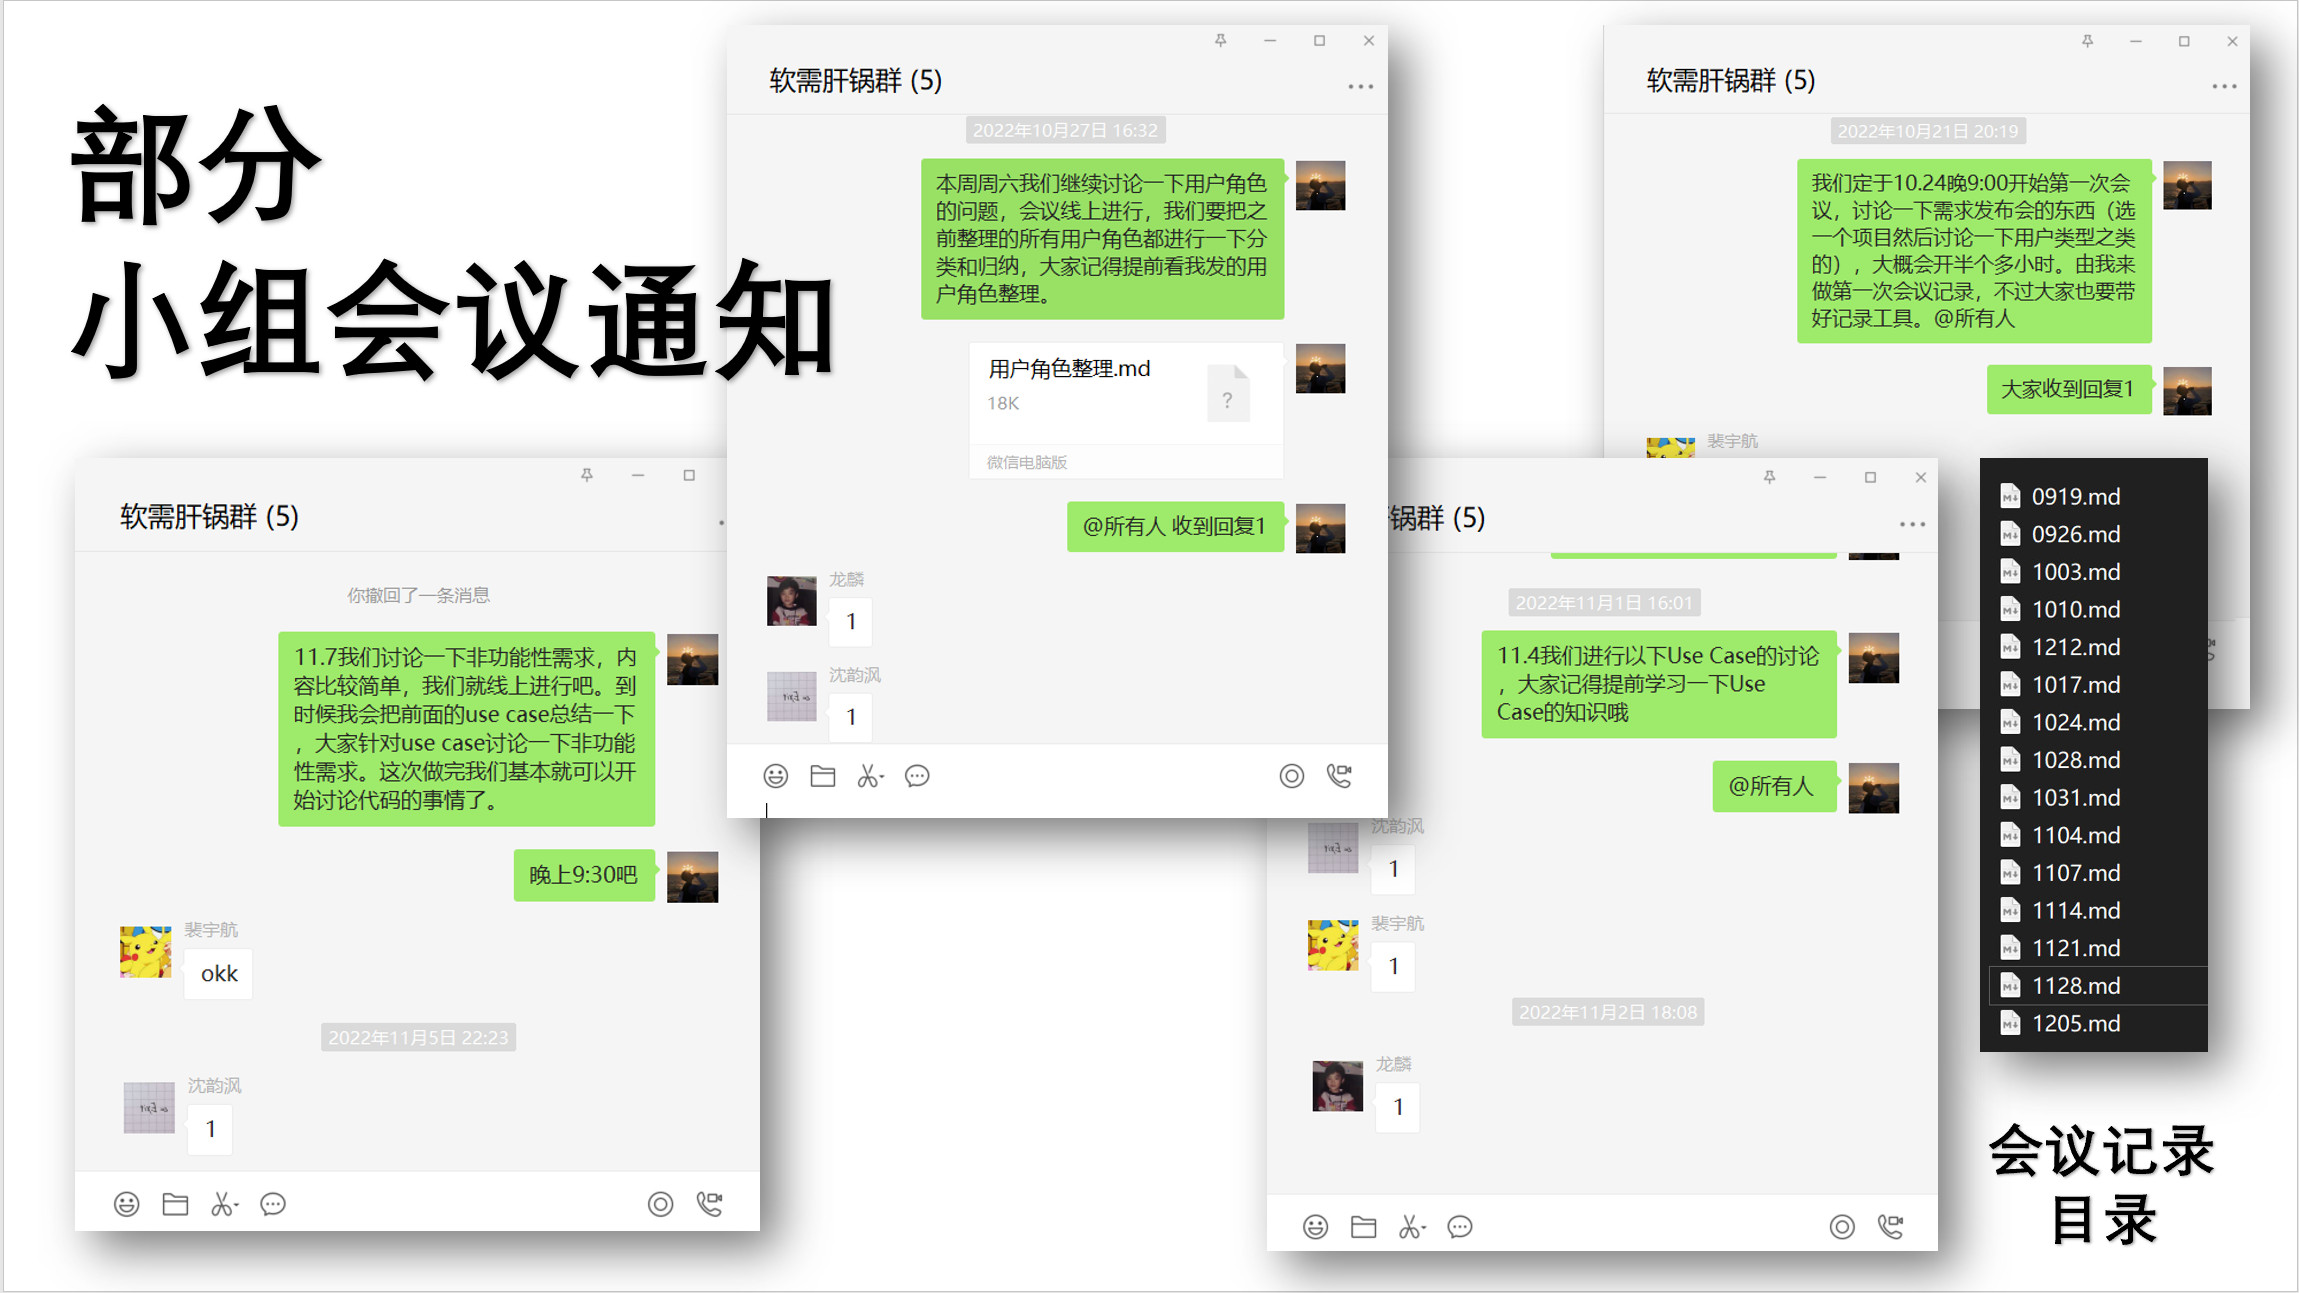 部分
小组会议通知
软需肝锅群 (5)
2022年10月27日 16:32
本周周六我们继续讨论一下用户角色
的问题，会议线上进行，我们要把之
前整理的所有用户角色都进行一下分
类和归纳，大家记得提前看我发的用
户角色整理。
用户角色整理.md
18K
?
微信电脑版
@所有人 收到回复1
龙麟
1
沈韵沨
1
软需肝锅群 (5)
2022年10月21日 20:19
我们定于10.24晚9:00开始第一次会
议，讨论一下需求发布会的东西（选
一个项目然后讨论一下用户类型之类
的），大概会开半个多小时。由我来
做第一次会议记录，不过大家也要带
好记录工具。@所有人
大家收到回复1
裴宇航
软需肝锅群 (5)
你撤回了一条消息
11.7我们讨论一下非功能性需求，内
容比较简单，我们就线上进行吧。到
时候我会把前面的use case总结一下
，大家针对use case讨论一下非功能
性需求。这次做完我们基本就可以开
始讨论代码的事情了。
晚上9:30吧
裴宇航
okk
2022年11月5日 22:23
沈韵沨
1
锅群 (5)
2022年11月1日 16:01
11.4我们进行以下Use Case的讨论
，大家记得提前学习一下Use
Case的知识哦
@所有人
沈韵沨
1
裴宇航
1
2022年11月2日 18:08
龙麟
1
0919.md
0926.md
1003.md
1010.md
1212.md
1017.md
1024.md
1028.md
1031.md
1104.md
1107.md
1114.md
1121.md
1128.md
1205.md
会议记录
目录